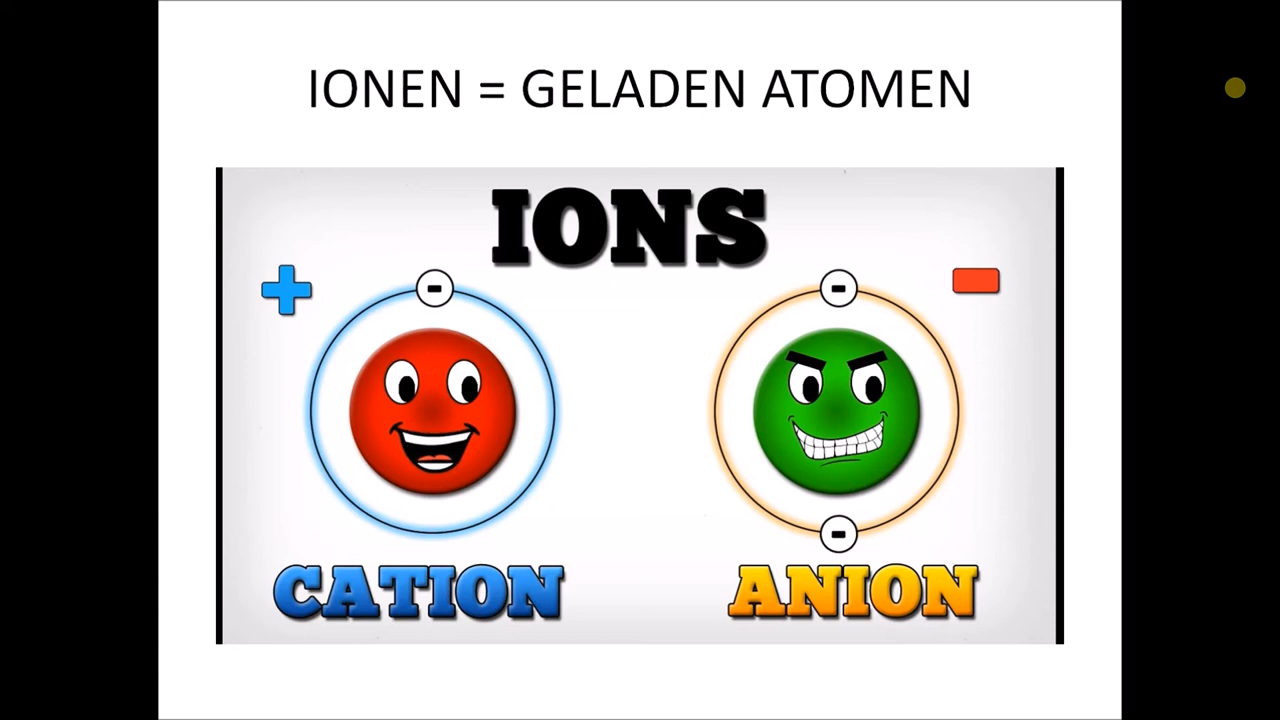 IONEN = GELADEN ATOMEN
IONS
+ - - -
-
CATION ANION